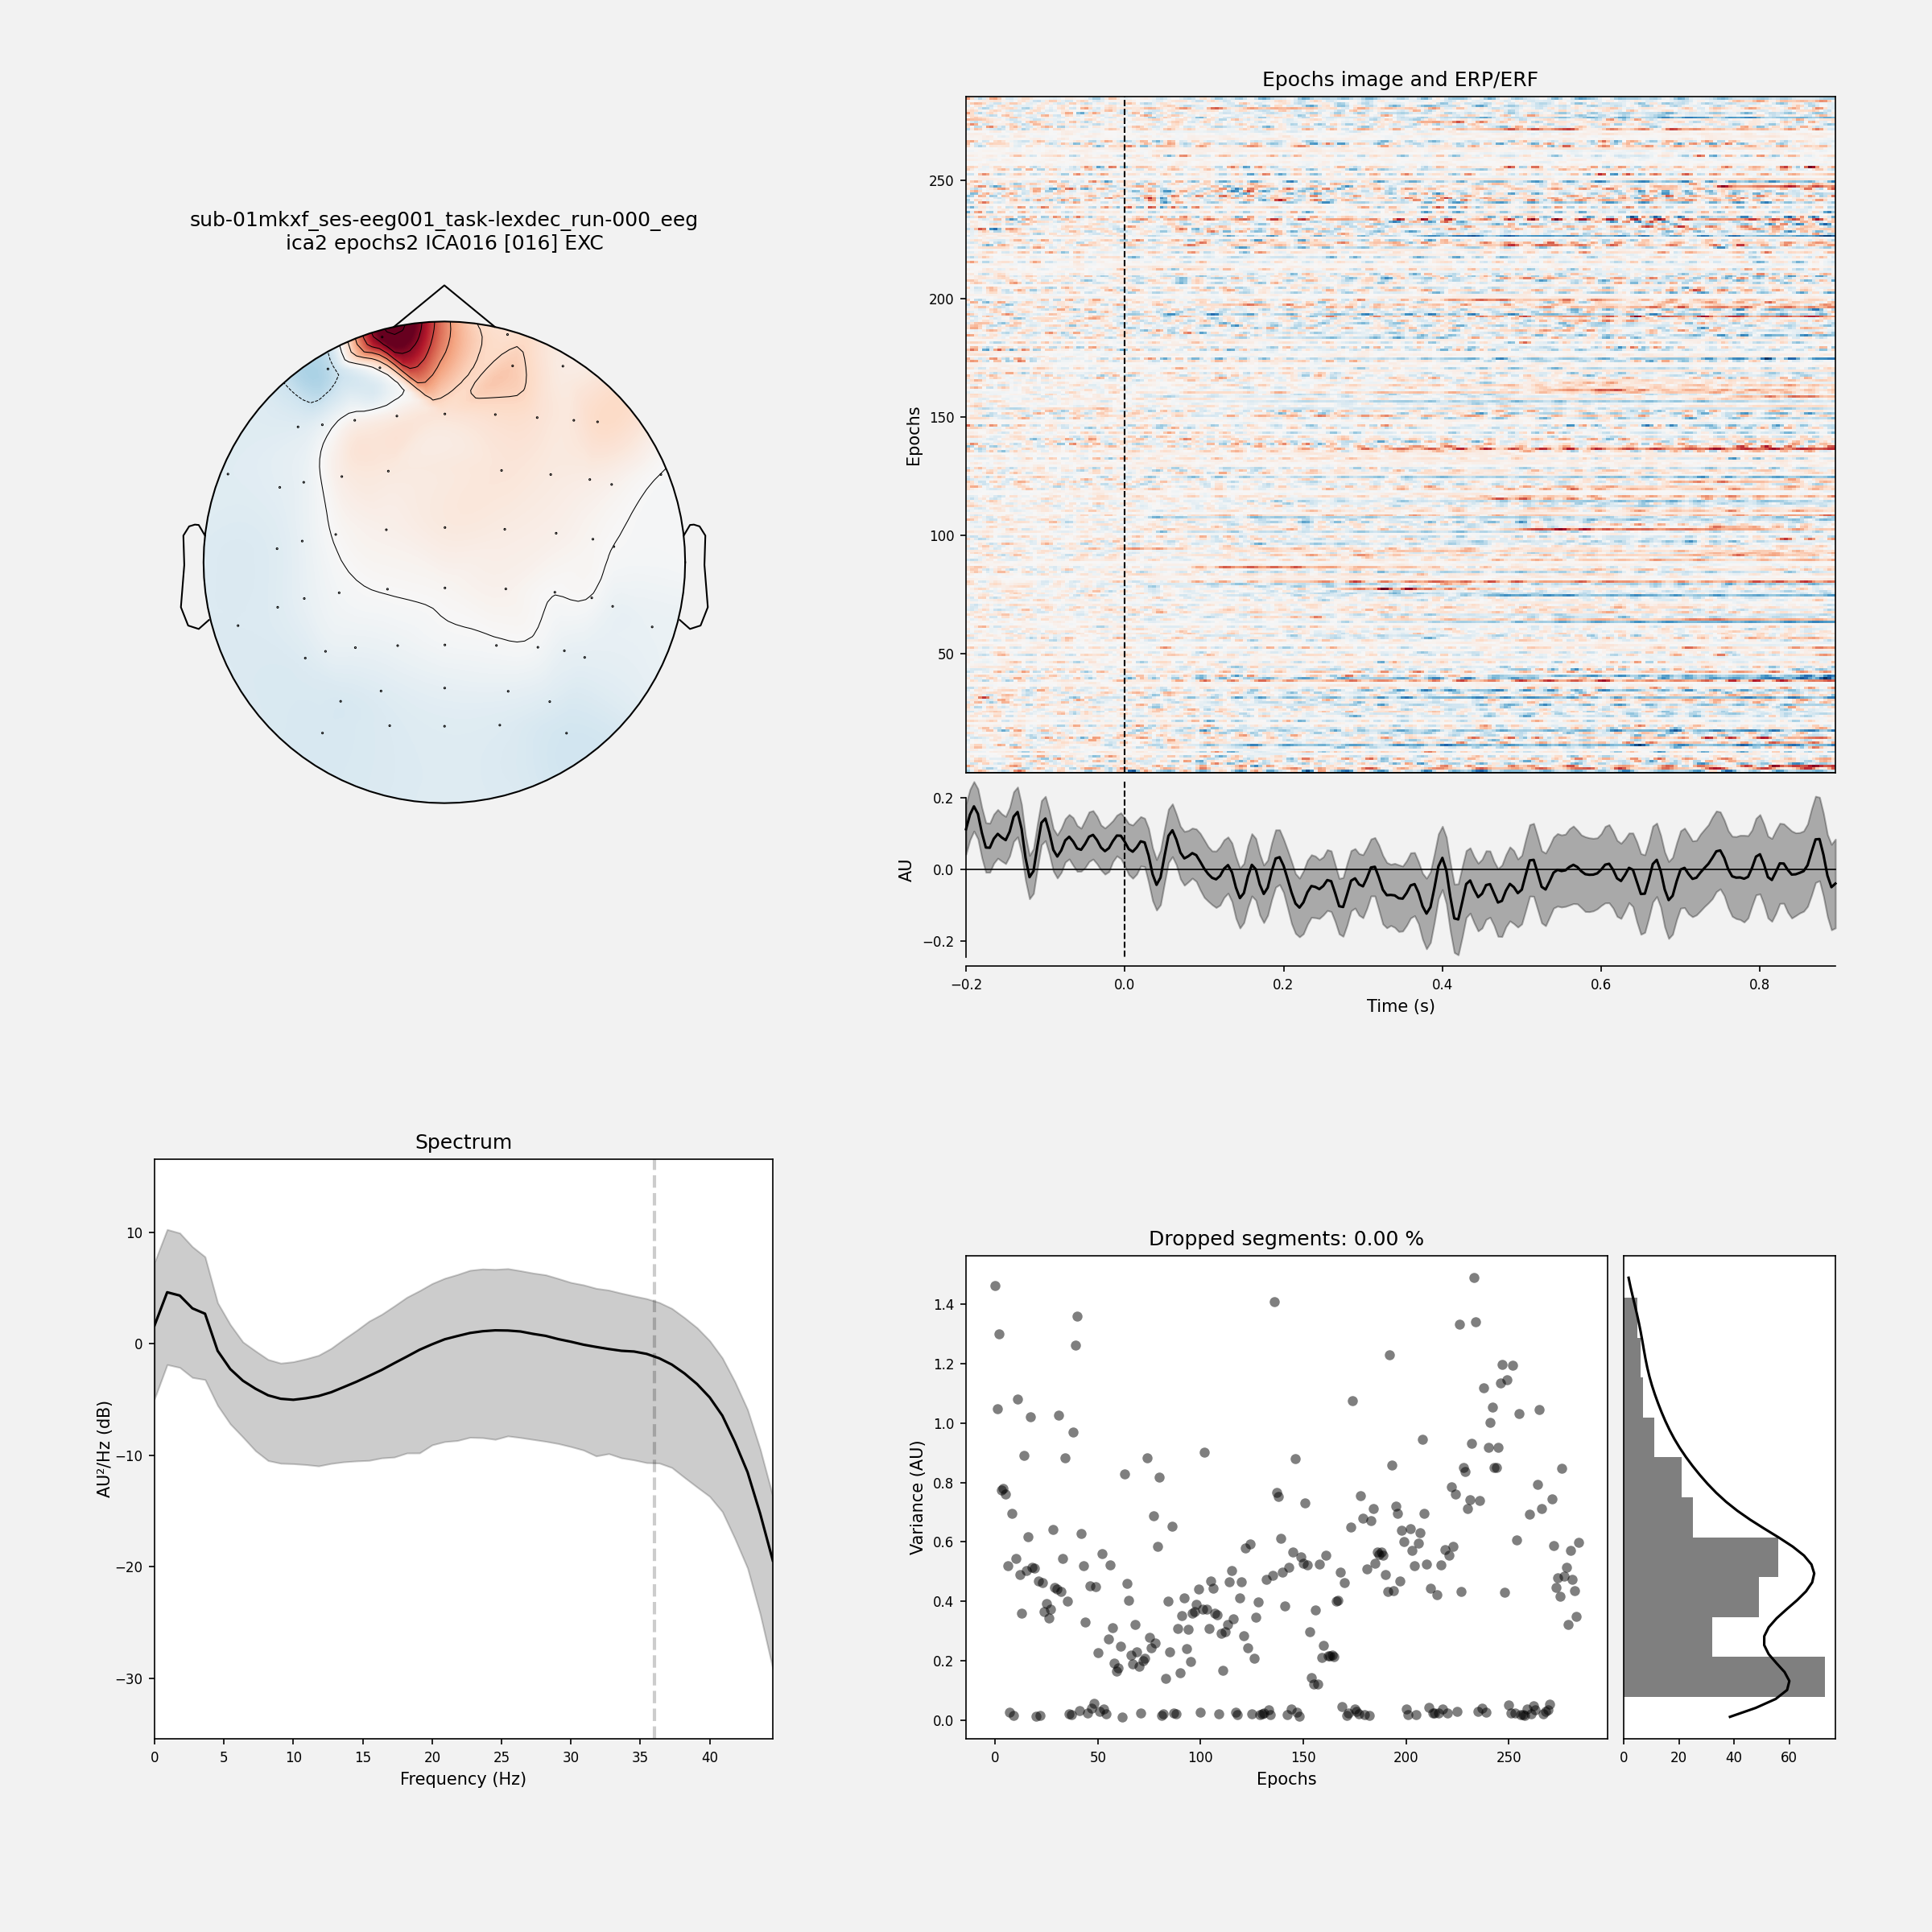 Epochs image and ERP/ERF
sub-01mkxf_ses-eeg001_task-lexdec_run-000_eeg
ica2 epochs2 ICA016 [016] EXC
Epochs
250
200
150
100
50
AU
0.2
0.0
−0.2
−0.2 0.0 0.2 0.4 0.6 0.8
Time (s)
Spectrum
AU²/Hz (dB)
10
0
−10
−20
−30
0 5 10 15 20 25 30 35 40
Frequency (Hz)
Dropped segments: 0.00 %
Variance (AU)
1.4
1.2
1.0
0.8
0.6
0.4
0.2
0.0
0 50 100 150 200 250
Epochs
0 20 40 60